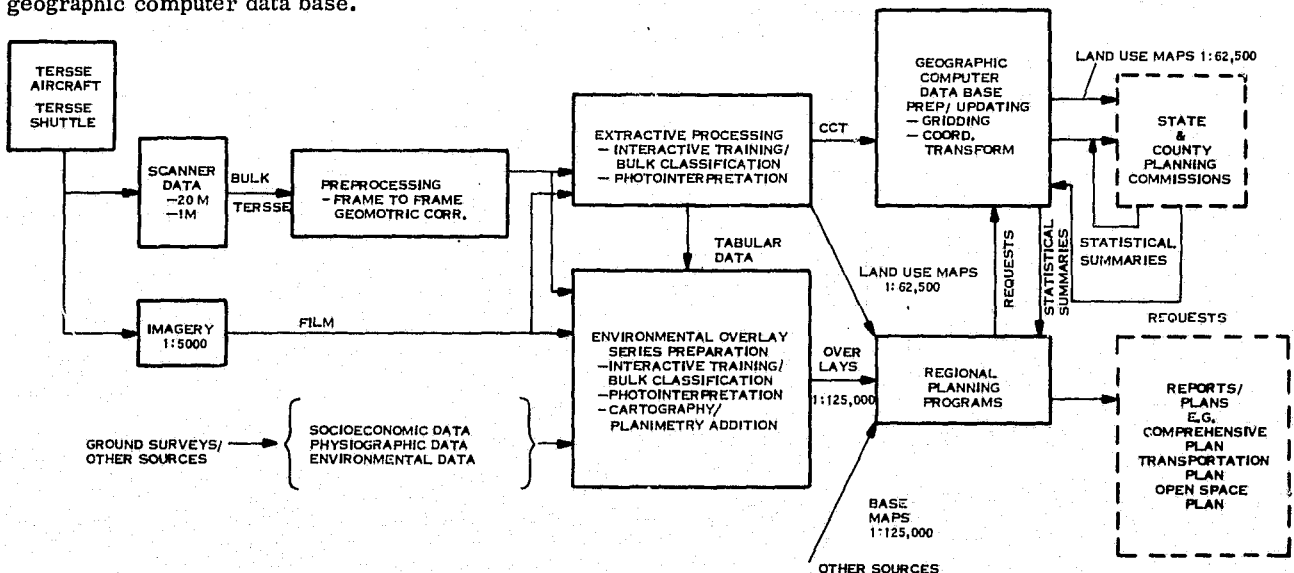 geographic computer data base.
TERSSE
AIRCRAFT
TERSSE
SHUTTLE
SCANNER
DATA
—20 M
—1M
BULK
TERSSE
PREPROCESSING
– FRAME TO FRAME
GEOMOTRIC CORR.
IMAGERY
1:5000
FILM
GROUND SURVEYS/
OTHER SOURCES
SOCIOECONOMIC DATA
PHYSIOGRAPHIC DATA
ENVIRONMENTAL DATA
EXTRACTIVE PROCESSING
– INTERACTIVE TRAINING/
BULK CLASSIFICATION
– PHOTOINTERPRETATION
CCT
TABULAR
DATA
ENVIRONMENTAL OVERLAY
SERIES PREPARATION
–INTERACTIVE TRAINING/
BULK CLASSIFICATION
–PHOTOINTERPRETATION
–CARTOGRAPHY/
PLANIMETRY ADDITION
LAND USE MAPS
1:62,500
OVER
LAYS
1:125,000
GEOGRAPHIC
COMPUTER
DATA BASE
PREP/ UPDATING
– GRIDDING
– COORD.
TRANSFORM
REQUESTS
STATISTICAL
SUMMARIES
REGIONAL
PLANNING
PROGRAMS
BASE
MAPS
1:125,000
OTHER SOURCES
LAND USE MAPS 1:62,500
STATE
&
COUNTY
PLANNING
COMMISSIONS
STATISTICAL
SUMMARIES
REQUESTS
REPORTS/
PLANS
E.G.
COMPREHENSIVE
PLAN
TRANSPORTATION
PLAN
OPEN SPACE
PLAN